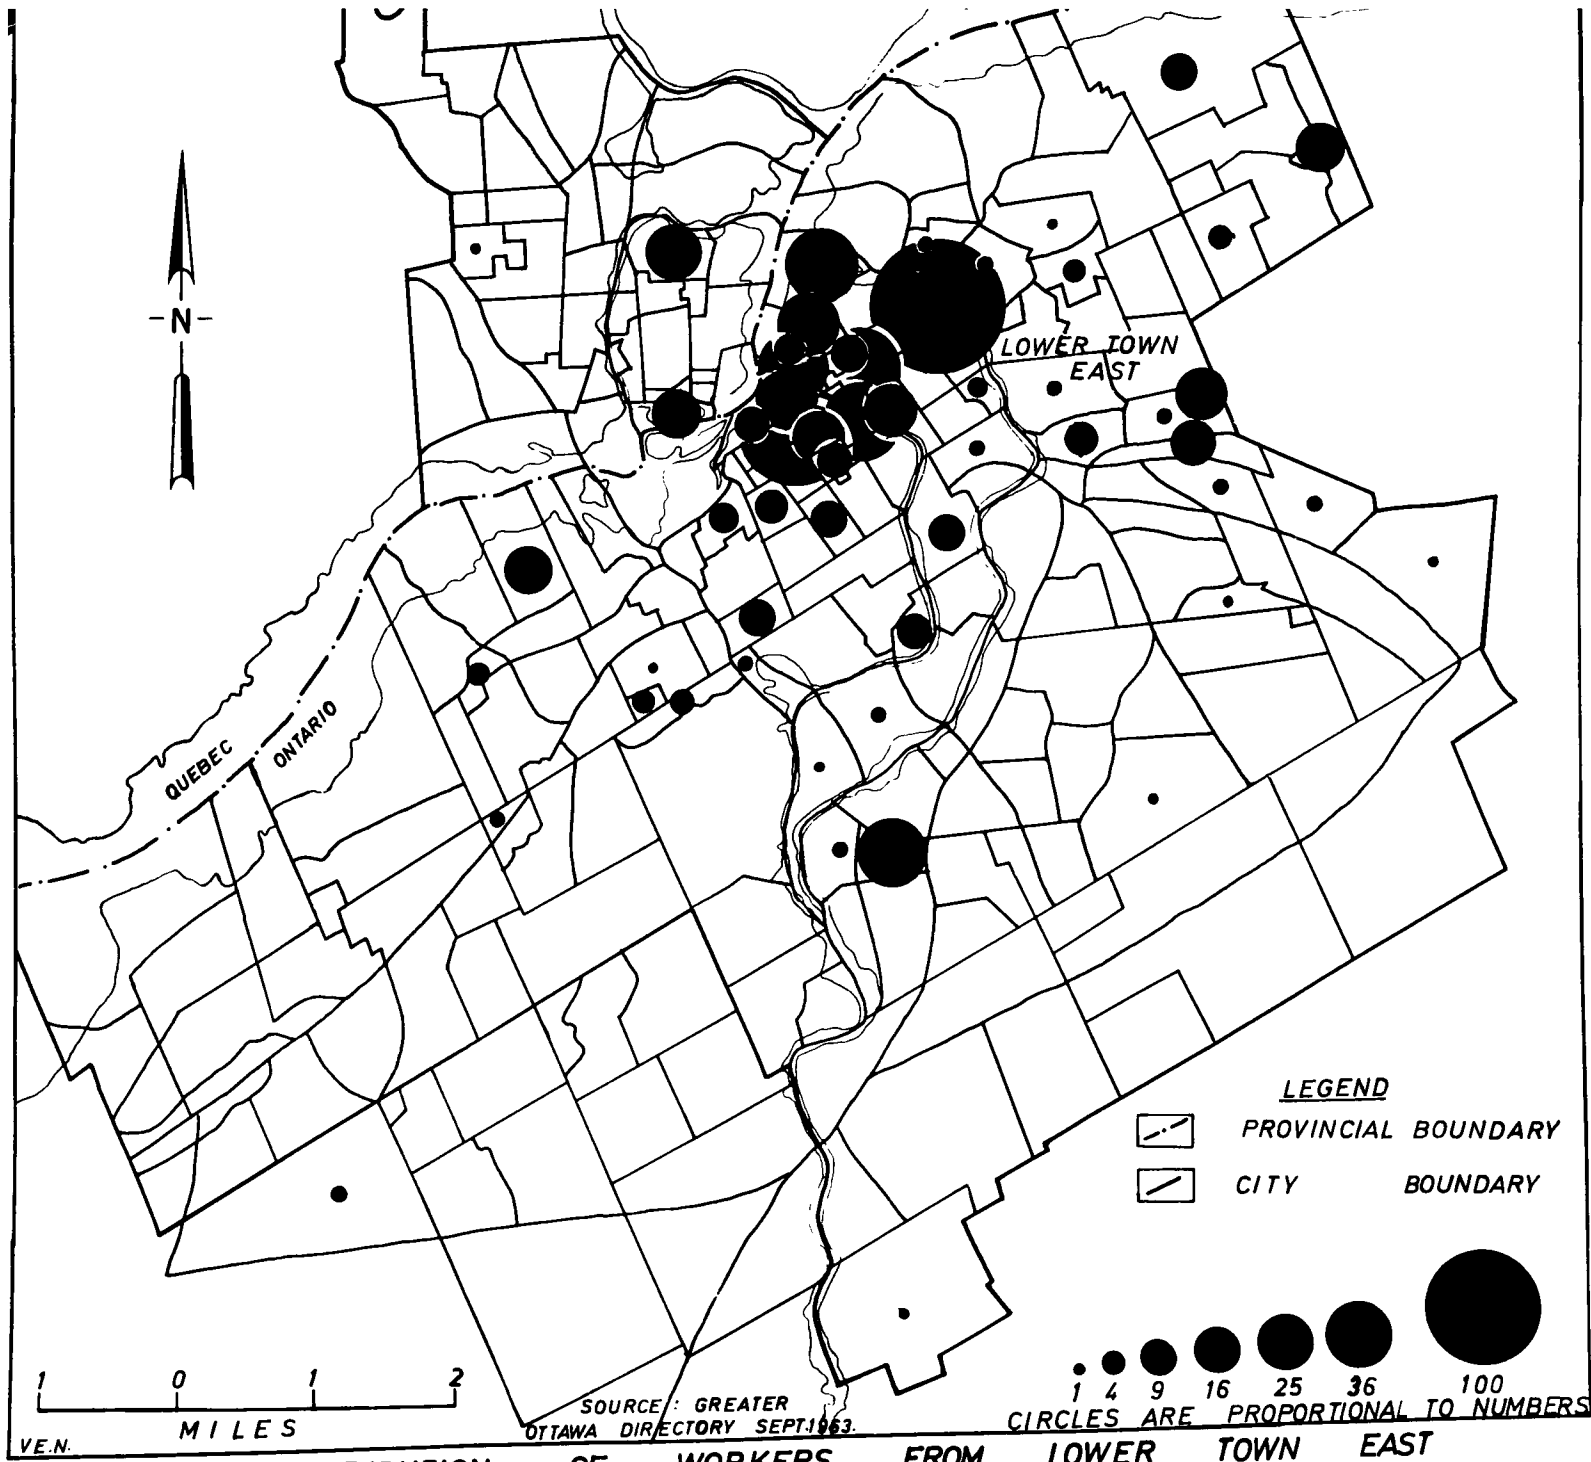 -N-
LOWER TOWN
EAST
QUEBEC
ONTARIO
LEGEND
PROVINCIAL BOUNDARY
CITY BOUNDARY
1 0 1 2
MILES
SOURCE: GREATER
OTTAWA DIRECTORY SEPT.1963.
1 4 9 16 25 36 100
CIRCLES ARE PROPORTIONAL TO NUMBERS
V.E.N.
OF WORKERS FROM LOWER TOWN EAST